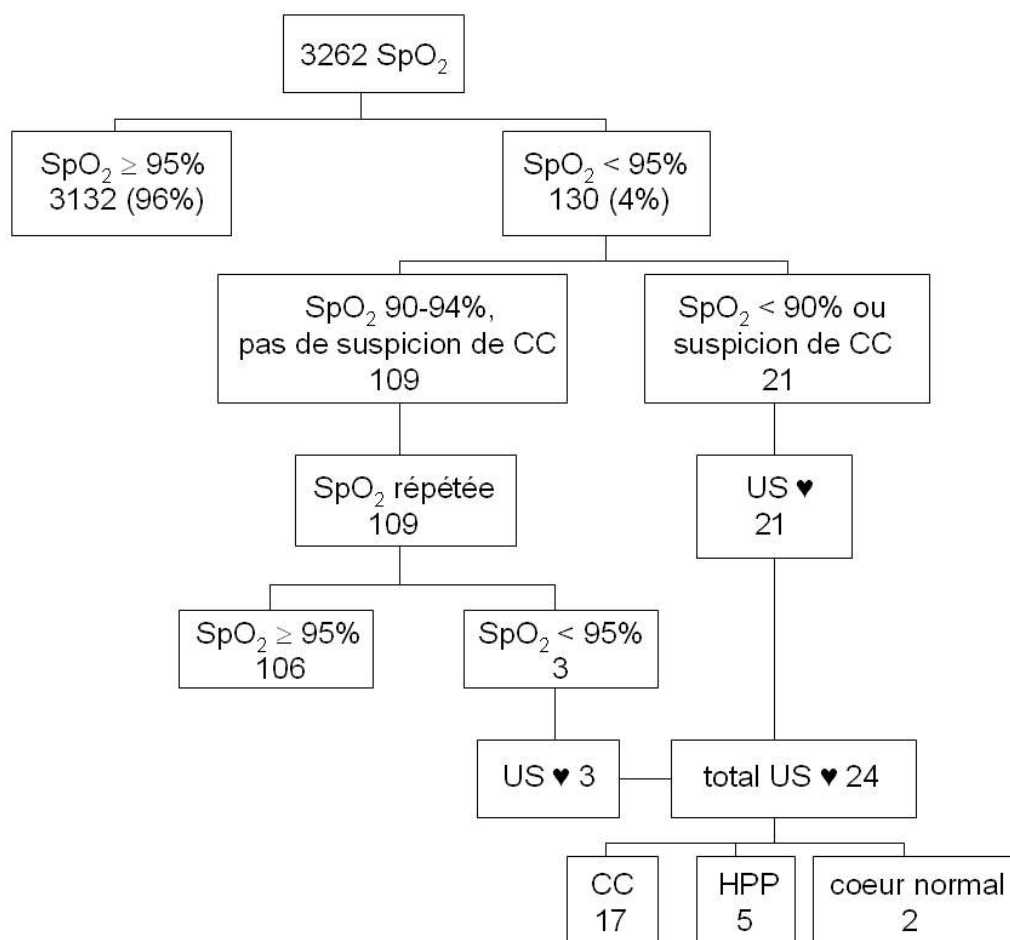 3262 SpO₂
SpO₂ ≥ 95%
3132 (96%)
SpO₂ < 95%
130 (4%)
SpO₂ 90-94%,
pas de suspicion de CC
109
SpO₂ < 90% ou
suspicion de CC
21
SpO₂ répétée
109
US ♥
21
SpO₂ ≥ 95%
106
SpO₂ < 95%
3
US ♥ 3
total US ♥ 24
CC
17
HPP
5
coeur normal
2